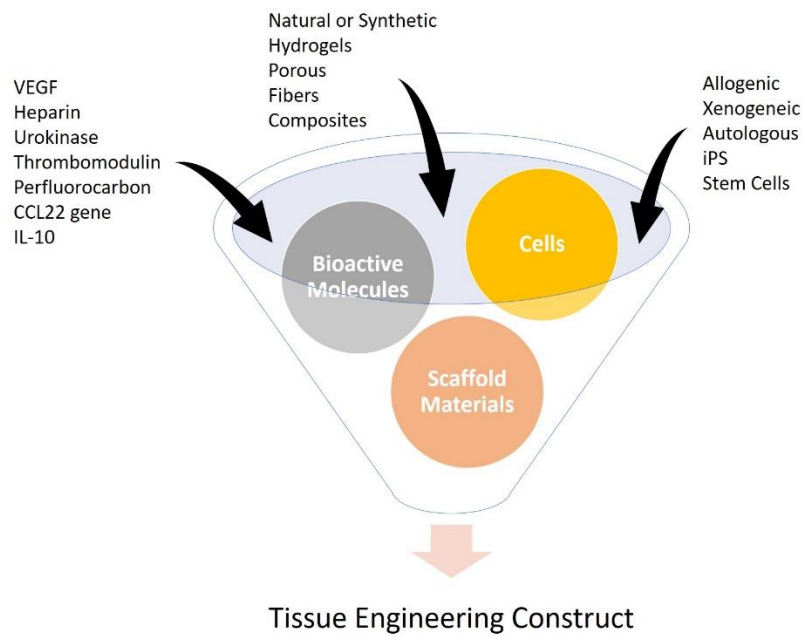 Natural or Synthetic
Hydrogels
Porous
Fibers
Composites
VEGF
Heparin
Urokinase
Thrombomodulin
Perfluorocarbon
CCL22 gene
IL-10
Allogenic
Xenogeneic
Autologous
iPS
Stem Cells
Bioactive
Molecules
Cells
Scaffold
Materials
Tissue Engineering Construct